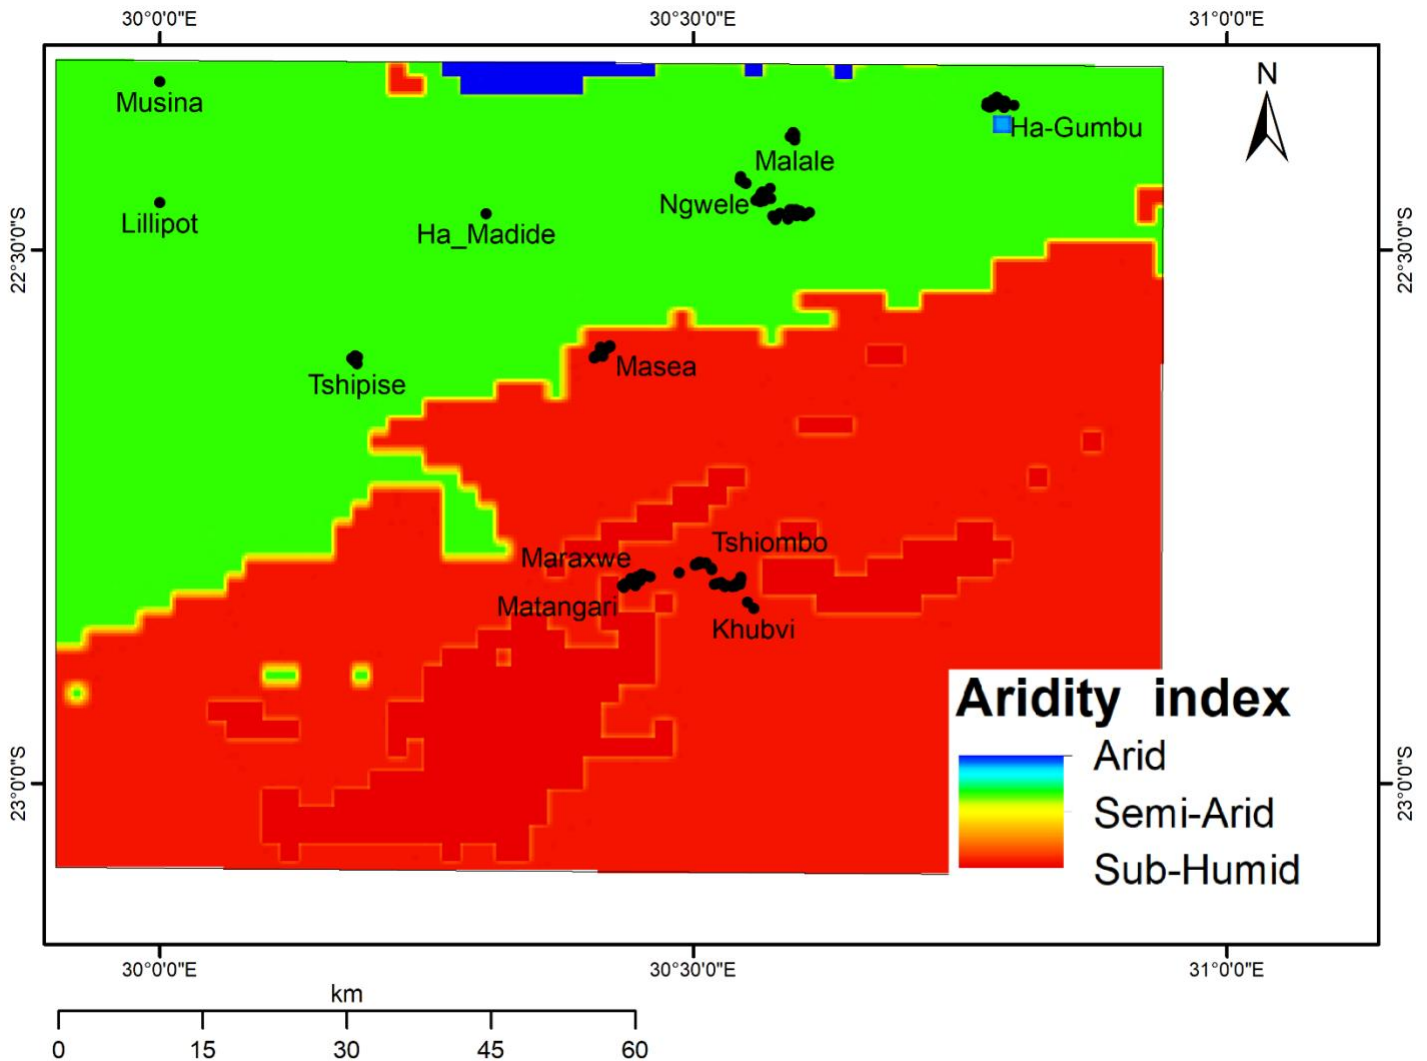 30°0'0"E 30°30'0"E 31°0'0"E
N
Musina
Ha-Gumbu
Malale
Ngwele
Lillipot
Ha_Madide
22°30'0"S 22°30'0"S
Masea
Tshipise
Tshiombo
Maraxwe
Matangari
Khubvi
Aridity index
Arid
Semi-Arid
Sub-Humid
23°0'0"S 23°0'0"S
30°0'0"E 30°30'0"E 31°0'0"E
km
0 15 30 45 60